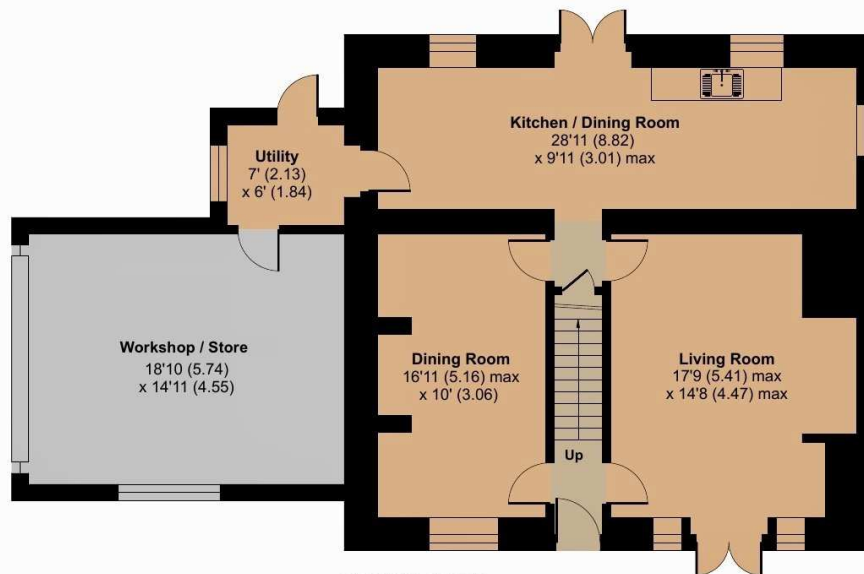 Kitchen / Dining Room
28'11 (8.82)
x 9'11 (3.01) max
Utility
7' (2.13)
x 6' (1.84)
Workshop / Store
18'10 (5.74)
x 14'11 (4.55)
Dining Room
16'11 (5.16) max
x 10' (3.06)
Living Room
17'9 (5.41) max
x 14'8 (4.47) max
Up